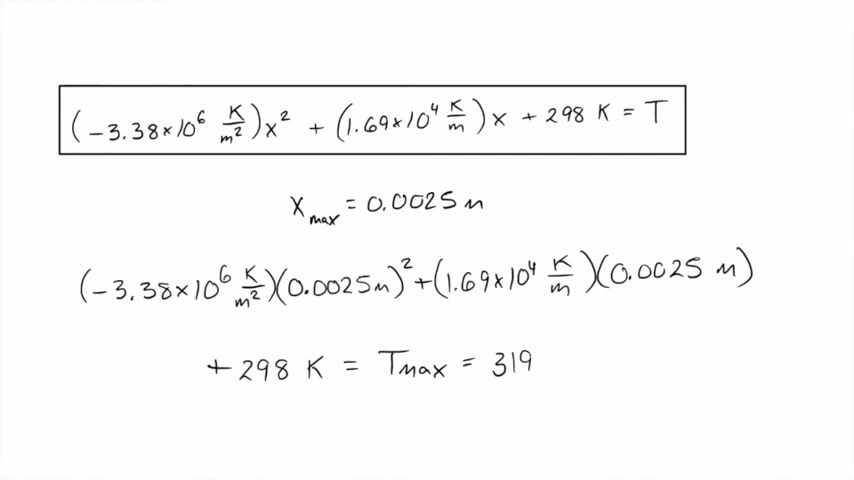 (-3.38×10⁶ K/m²)x² + (1.69×10⁴ K/m)x + 298 K = T
x_max = 0.0025 m
(-3.38×10⁶ K/m²)(0.0025 m)² + (1.69×10⁴ K/m)(0.0025 m)
+ 298 K = Tmax = 319